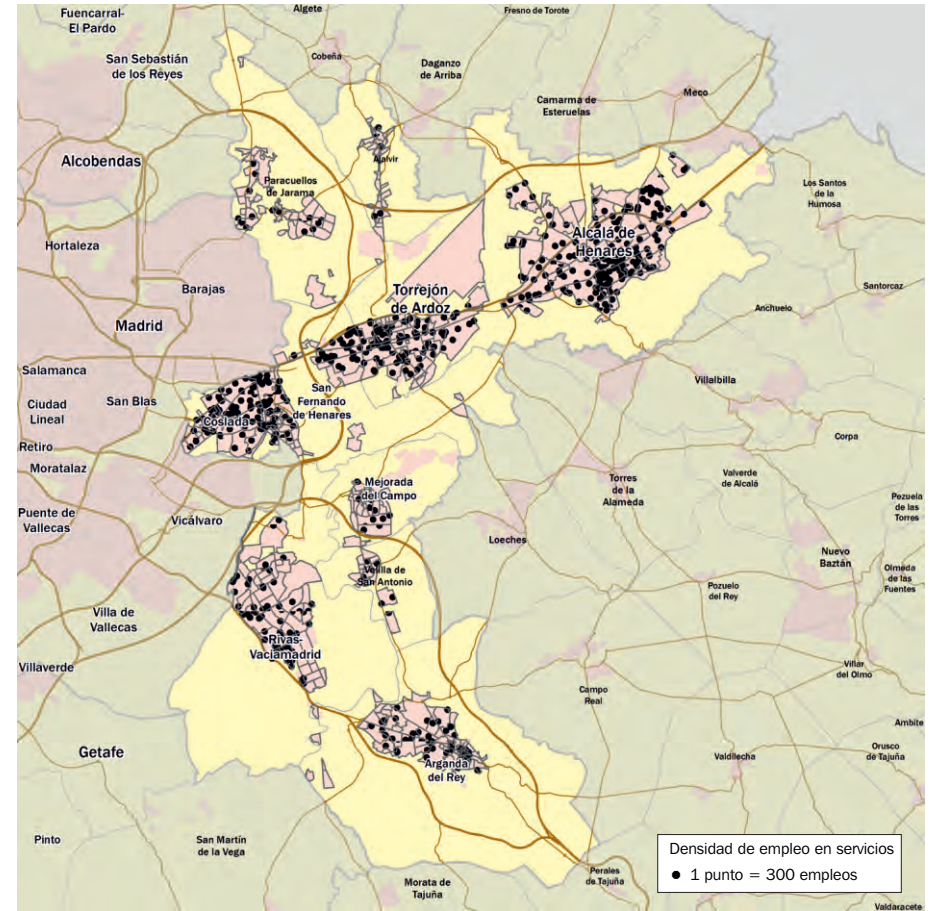 Fuencarral-
El Pardo
Algete
Fresno de Torote
San Sebastián
de los Reyes
Cobeña
Daganzo
de Arriba
Camarma de
Esteruelas
Meco
Alcobendas
Ajalvir
Paracuellos
de Jarama
Los Santos
de la
Humosa
Hortaleza
Alcalá de
Henares
Barajas
Torrejón
de Ardoz
Santorcaz
Anchuelo
Madrid
Salamanca
San Blas
San
Fernando
de Henares
Villalbilla
Ciudad
Lineal
Coslada
Corpa
Retiro
Moratalaz
Mejorada
del Campo
Torres
de la
Alameda
Valverde
de Alcalá
Pezuela
de las
Torres
Puente de
Vallecas
Vicálvaro
Loeches
Nuevo
Baztán
Olmeda
de las
Fuentes
Velilla de
San Antonio
Pozuelo
del Rey
Villa de
Vallecas
Rivas-
Vaciamadrid
Villaverde
Villar
del Olmo
Campo
Real
Ambite
Getafe
Valdilecha
Orusco
de Tajuña
Arganda
del Rey
Pinto
San Martín
de la Vega
Densidad de empleo en servicios
● 1 punto = 300 empleos
Perales
de Tajuña
Morata de
Tajuña
Valdaracete